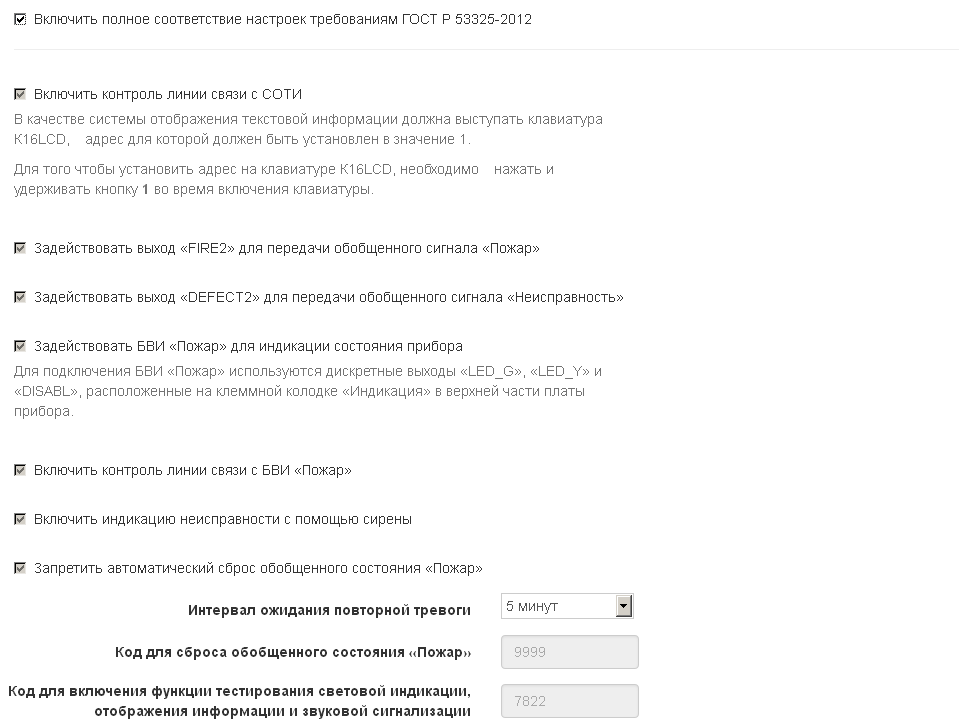 Включить полное соответствие настроек требованиям ГОСТ Р 53325-2012
Включить контроль линии связи с СОТИ
В качестве системы отображения текстовой информации должна выступать клавиатура
K16LCD, адрес для которой должен быть установлен в значение 1.
Для того чтобы установить адрес на клавиатуре K16LCD, необходимо нажать и
удерживать кнопку 1 во время включения клавиатуры.
Задействовать выход «FIRE2» для передачи обобщенного сигнала «Пожар»
Задействовать выход «DEFECT2» для передачи обобщенного сигнала «Неисправность»
Задействовать БВИ «Пожар» для индикации состояния прибора
Для подключения БВИ «Пожар» используются дискретные выходы «LED_G», «LED_Y» и
«DISABL», расположенные на клеммной колодке «Индикация» в верхней части платы
прибора.
Включить контроль линии связи с БВИ «Пожар»
Включить индикацию неисправности с помощью сирены
Запретить автоматический сброс обобщенного состояния «Пожар»
Интервал ожидания повторной тревоги 5 минут
Код для сброса обобщенного состояния «Пожар» 9999
Код для включения функции тестирования световой индикации,
отображения информации и звуковой сигнализации 7822